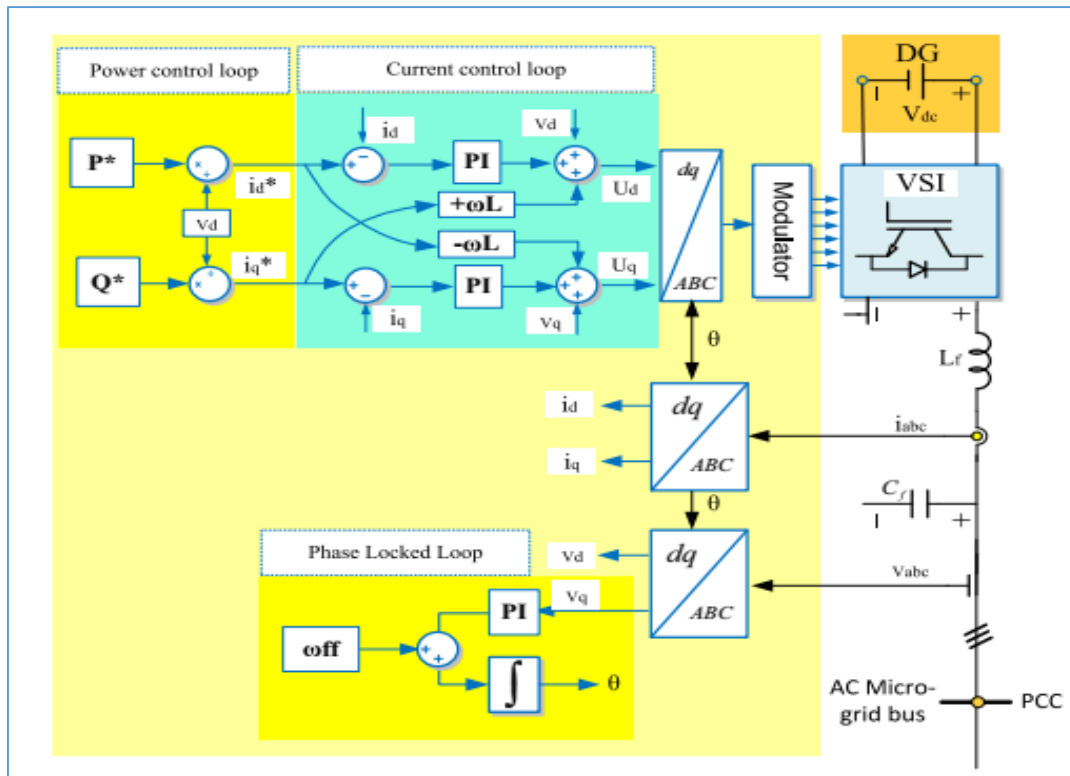 Power control loop
Current control loop
DG
Vdc
P*
id
Vd
PI
id*
+ωL
Ud
dq
ABC
Modulator
VSI
Vd
-ωL
Q*
iq*
PI
Uq
iq
Vq
θ
Lf
id
dq
iabc
iq
ABC
Cf
θ
Phase Locked Loop
Vd
dq
Vabc
Vq
ABC
PI
ωff
∫
θ
AC Micro-
grid bus
PCC